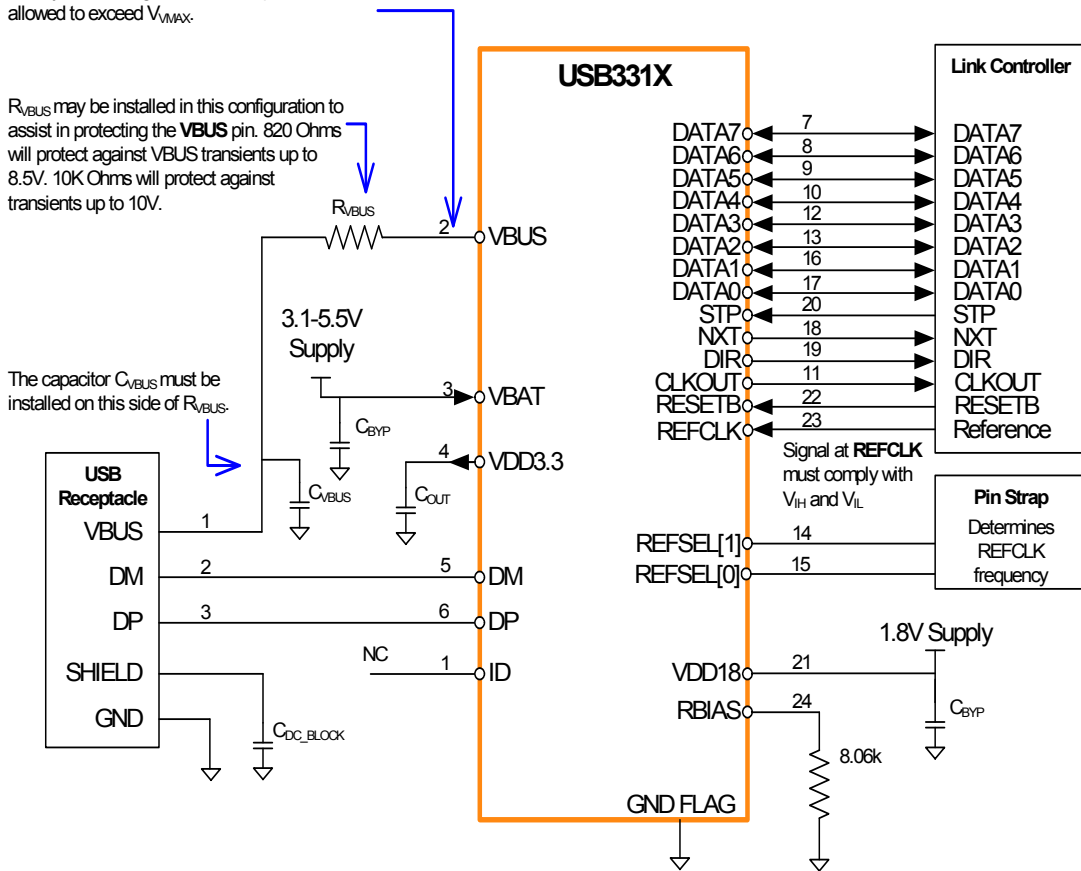 allowed to exceed VVMAX.
RVBUS may be installed in this configuration to
assist in protecting the VBUS pin. 820 Ohms
will protect against VBUS transients up to
8.5V. 10K Ohms will protect against
transients up to 10V.
RVBUS
2
VBUS
3.1-5.5V
Supply
The capacitor CVBUS must be
installed on this side of RVBUS.
3
VBAT
CBYP
4
VDD3.3
COUT
CVBUS
USB
Receptacle
VBUS
1
DM
2
5
DM
DP
3
6
DP
SHIELD
NC
1
ID
GND
CDC_BLOCK
USB331X
GND FLAG
Link Controller
DATA7 7 DATA7
DATA6 8 DATA6
DATA5 9 DATA5
DATA4 10 DATA4
DATA3 12 DATA3
DATA2 13 DATA2
DATA1 16 DATA1
DATA0 17 DATA0
STP 20 STP
NXT 18 NXT
DIR 19 DIR
CLKOUT 11 CLKOUT
RESETB 22 RESETB
REFCLK 23 Reference
Signal at REFCLK
must comply with
VIH and VIL
Pin Strap
Determines
REFCLK
frequency
REFSEL[1] 14
REFSEL[0] 15
1.8V Supply
VDD18 21
RBIAS 24
CBYP
8.06k